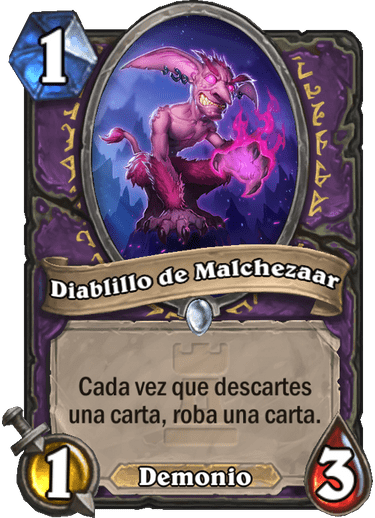 1
Diablillo de Malchezaar
Cada vez que descartes
una carta, roba una carta.
1
Demonio
3